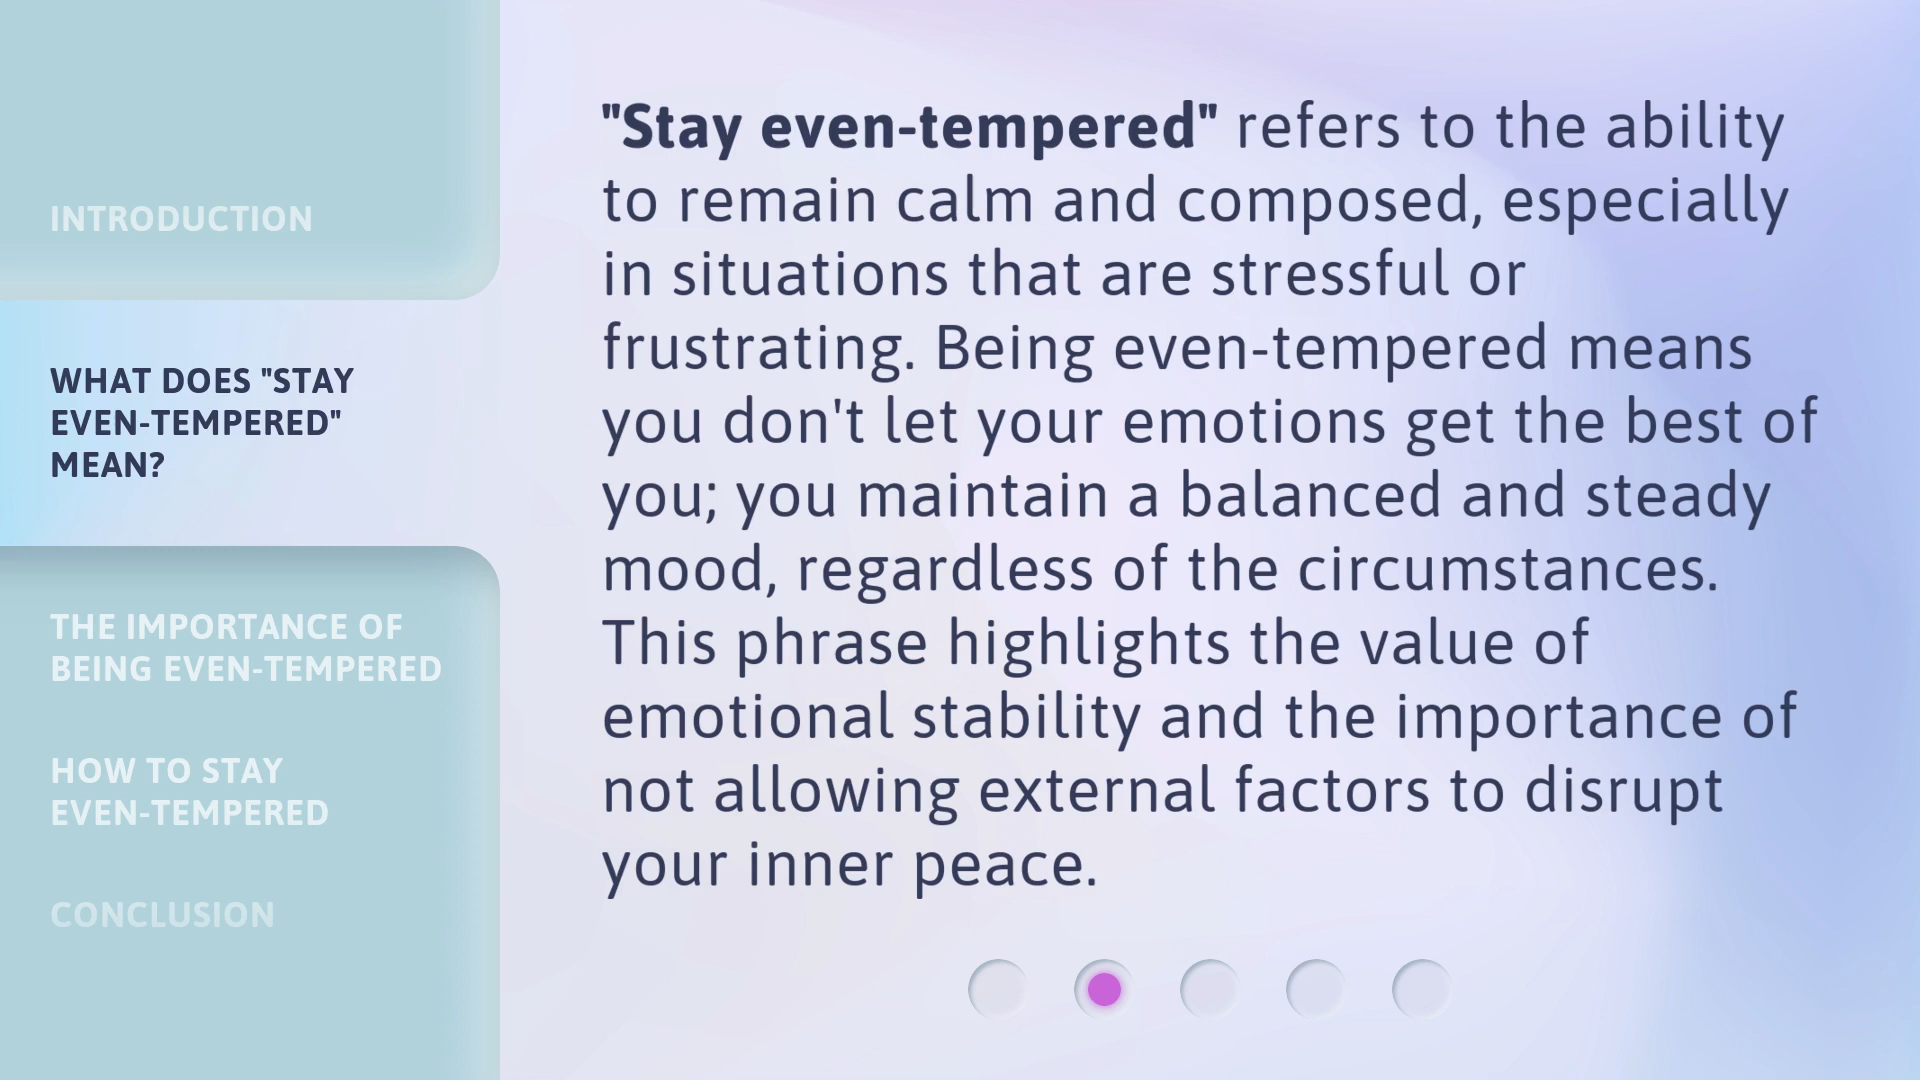 INTRODUCTION
WHAT DOES "STAY
EVEN-TEMPERED"
MEAN?
THE IMPORTANCE OF
BEING EVEN-TEMPERED
HOW TO STAY
EVEN-TEMPERED
CONCLUSION
"Stay even-tempered" refers to the ability
to remain calm and composed, especially
in situations that are stressful or
frustrating. Being even-tempered means
you don't let your emotions get the best of
you; you maintain a balanced and steady
mood, regardless of the circumstances.
This phrase highlights the value of
emotional stability and the importance of
not allowing external factors to disrupt
your inner peace.